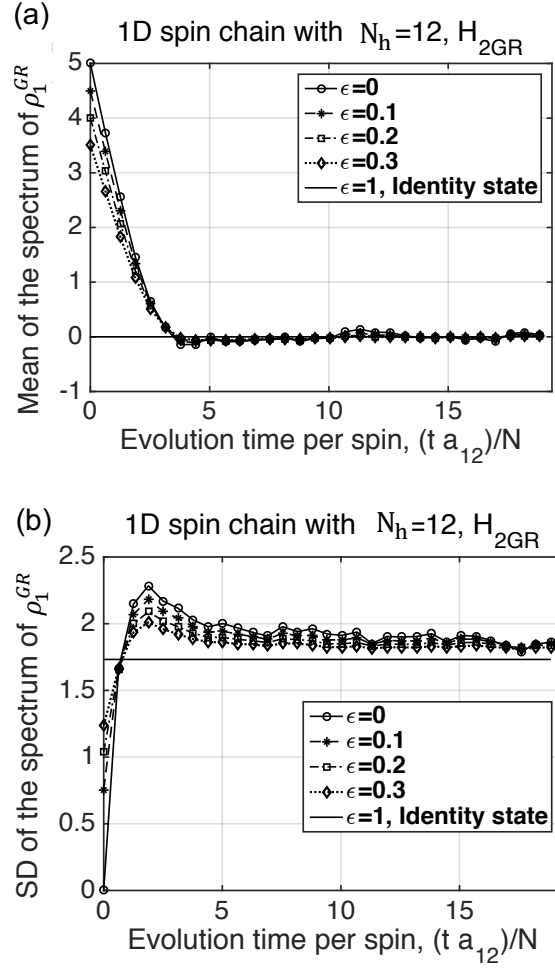 (a)
1D spin chain with N_h=12, H_2GR
Mean of the spectrum of ρ_1^GR
5
4
3
2
1
0
-1
ϵ=0
ϵ=0.1
ϵ=0.2
ϵ=0.3
ϵ=1, Identity state
0
5
10
15
Evolution time per spin, (t a_12)/N
(b)
1D spin chain with N_h=12, H_2GR
SD of the spectrum of ρ_1^GR
2.5
2
1.5
1
0.5
0
ϵ=0
ϵ=0.1
ϵ=0.2
ϵ=0.3
ϵ=1, Identity state
0
5
10
15
Evolution time per spin, (t a_12)/N